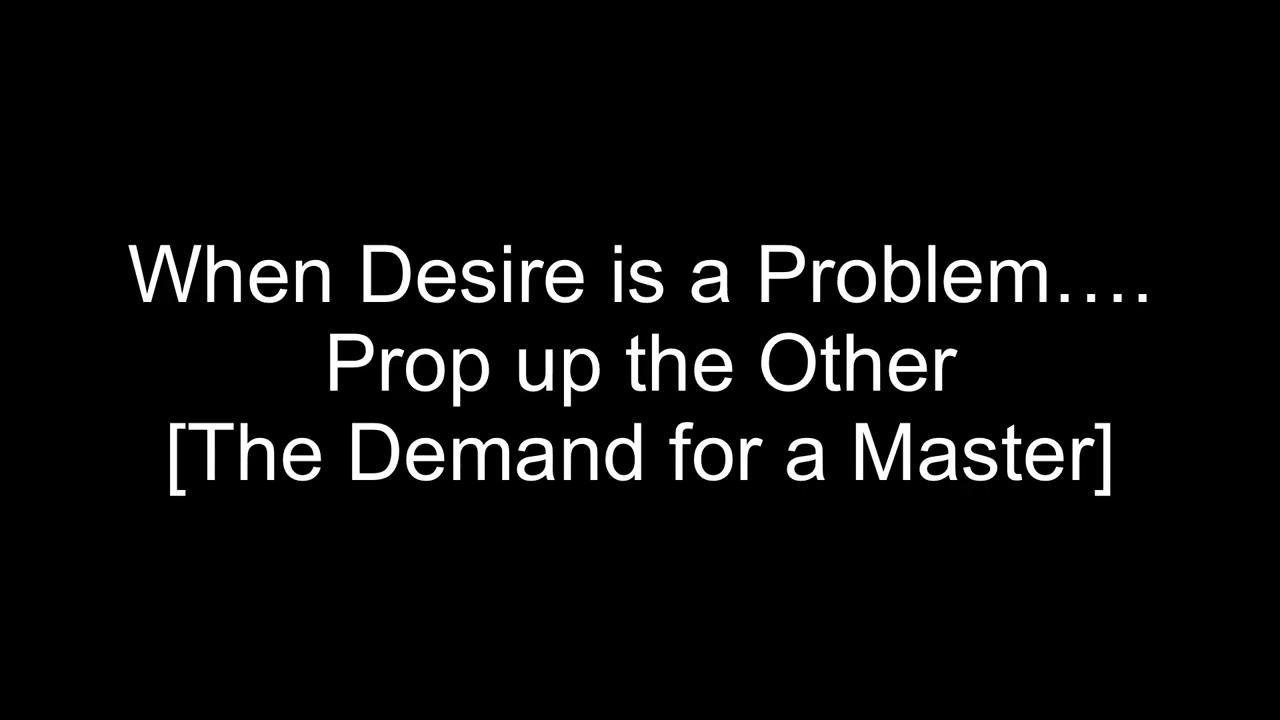 When Desire is a Problem….
Prop up the Other
[The Demand for a Master]